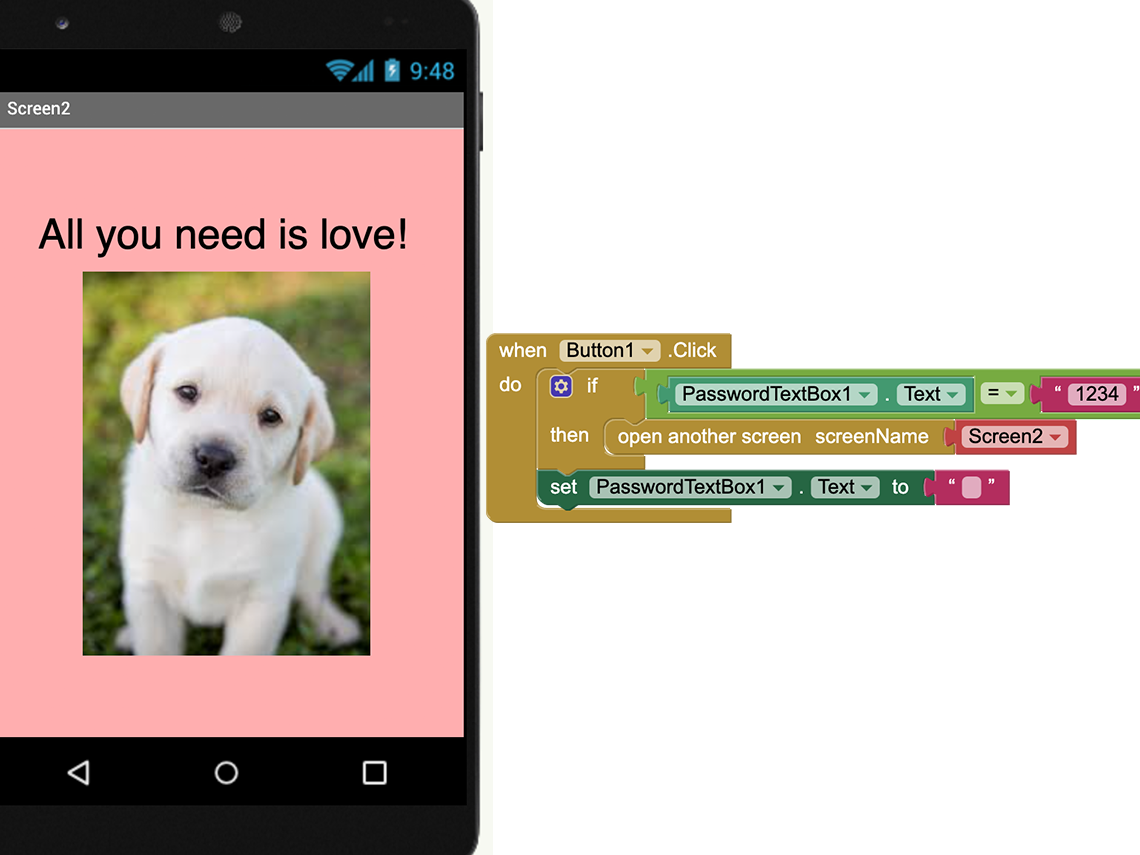 9:48
Screen2
All you need is love!
when Button1 .Click
do if PasswordTextBox1 . Text = “ 1234 ”
then open another screen screenName Screen2
set PasswordTextBox1 . Text to “ ”